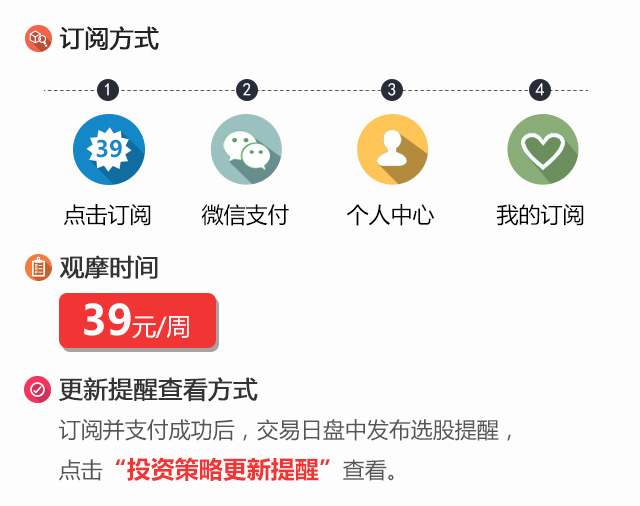 订阅方式
1 2 3 4
39
点击订阅 微信支付 个人中心 我的订阅
观摩时间
39元/周
更新提醒查看方式
订阅并支付成功后，交易日盘中发布选股提醒，
点击“投资策略更新提醒”查看。